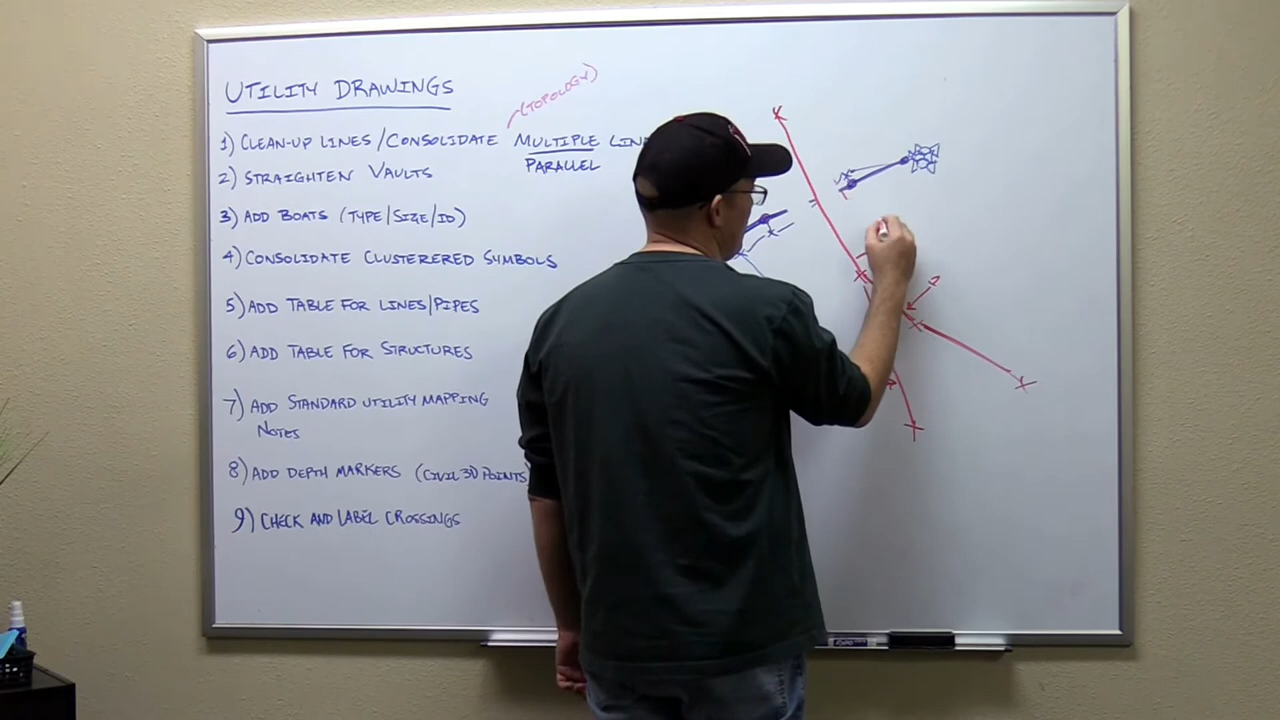 UTILITY DRAWINGS
(TOPOLOGY)
1) CLEAN-UP LINES/CONSOLIDATE MULTIPLE
PARALLEL
2) STRAIGHTEN VAULTS
3) ADD BOATS (TYPE/SIZE/ID)
4) CONSOLIDATE CLUSTERERED SYMBOLS
5) ADD TABLE FOR LINES/PIPES
6) ADD TABLE FOR STRUCTURES
7) ADD STANDARD UTILITY MAPPING
NOTES
8) ADD DEPTH MARKERS (CIVIL 3D POINTS
9) CHECK AND LABEL CROSSINGS
EXPO